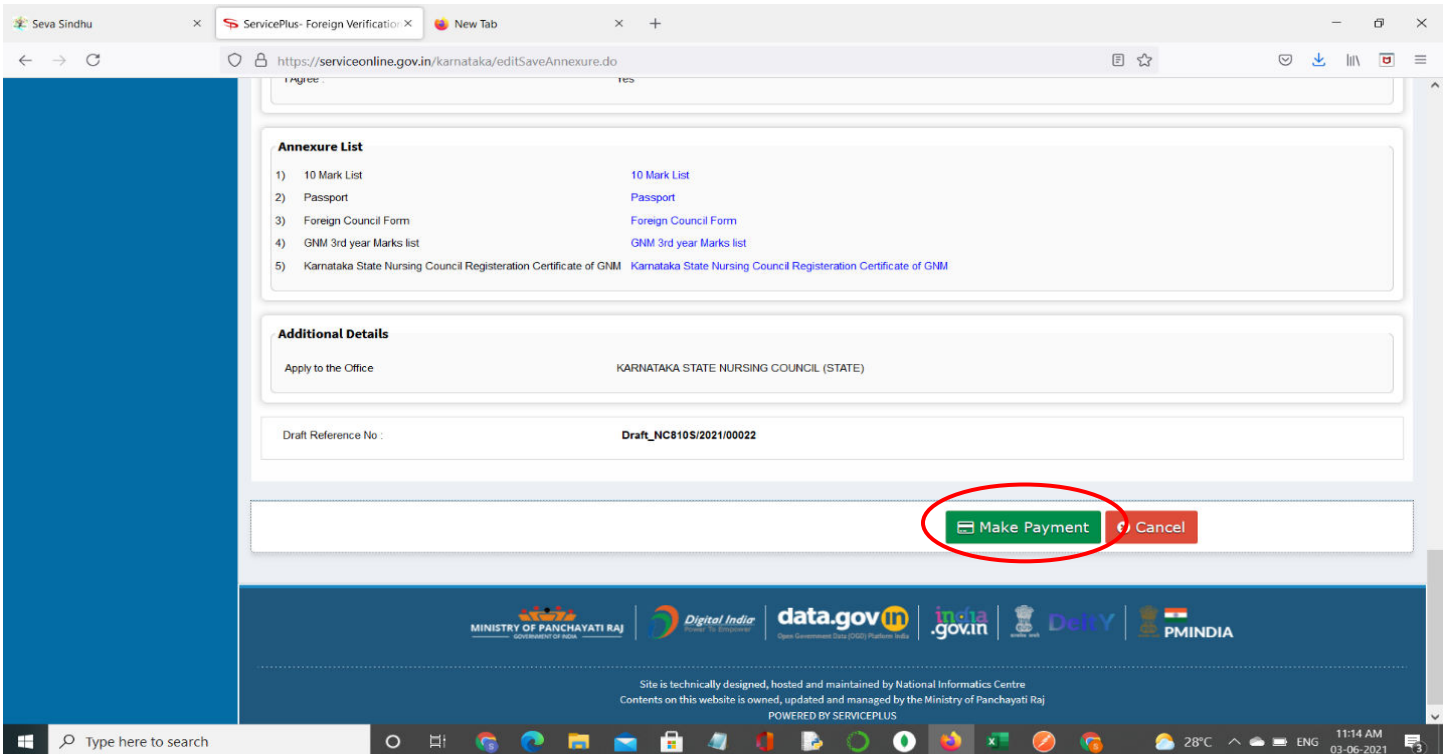 Seva Sindhu
ServicePlus- Foreign Verification
New Tab
https://serviceonline.gov.in/karnataka/editSaveAnnexure.do
I Agree : Yes
Annexure List
1) 10 Mark List 10 Mark List
2) Passport Passport
3) Foreign Council Form Foreign Council Form
4) GNM 3rd year Marks list GNM 3rd year Marks list
5) Karnataka State Nursing Council Registeration Certificate of GNM Karnataka State Nursing Council Registeration Certificate of GNM
Additional Details
Apply to the Office KARNATAKA STATE NURSING COUNCIL (STATE)
Draft Reference No : Draft_NC810S/2021/00022
Make Payment Cancel
MINISTRY OF PANCHAYATI RAJ
GOVERNMENT OF INDIA
Digital India
Power To Empower
data.gov in
Open Government Data (OGD) Platform India
india
.gov.in
DeitY
PMINDIA
Site is technically designed, hosted and maintained by National Informatics Centre
Contents on this website is owned, updated and managed by the Ministry of Panchayati Raj
POWERED BY SERVICEPLUS
Type here to search
28°C ENG 11:14 AM
03-06-2021
3